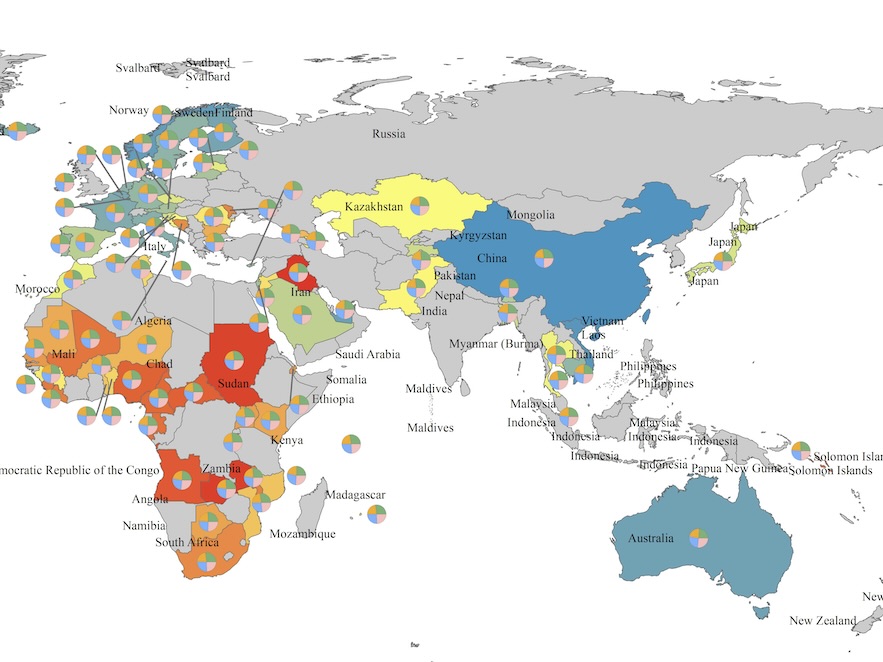 Svalbard
Svalbard
Svalbard
Norway
Sweden
Finland
Russia
Kazakhstan
Mongolia
Japan
Kyrgyzstan
Japan
Italy
China
Pakistan
Japan
Morocco
Iran
Nepal
India
Algeria
Vietnam
Laos
Myanmar (Burma)
Mali
Chad
Saudi Arabia
Thailand
Philippines
Sudan
Somalia
Philippines
Maldives
Ethiopia
Malaysia
Indonesia
Malaysia
Maldives
Indonesia
Indonesia
Indonesia
Kenya
Indonesia
Solomon Islan
mocratic Republic of the Congo
Zambia
Indonesia
Papua New Guinea
Solomon Islands
Angola
Madagascar
Namibia
Mozambique
South Africa
Australia
New
New Zealand